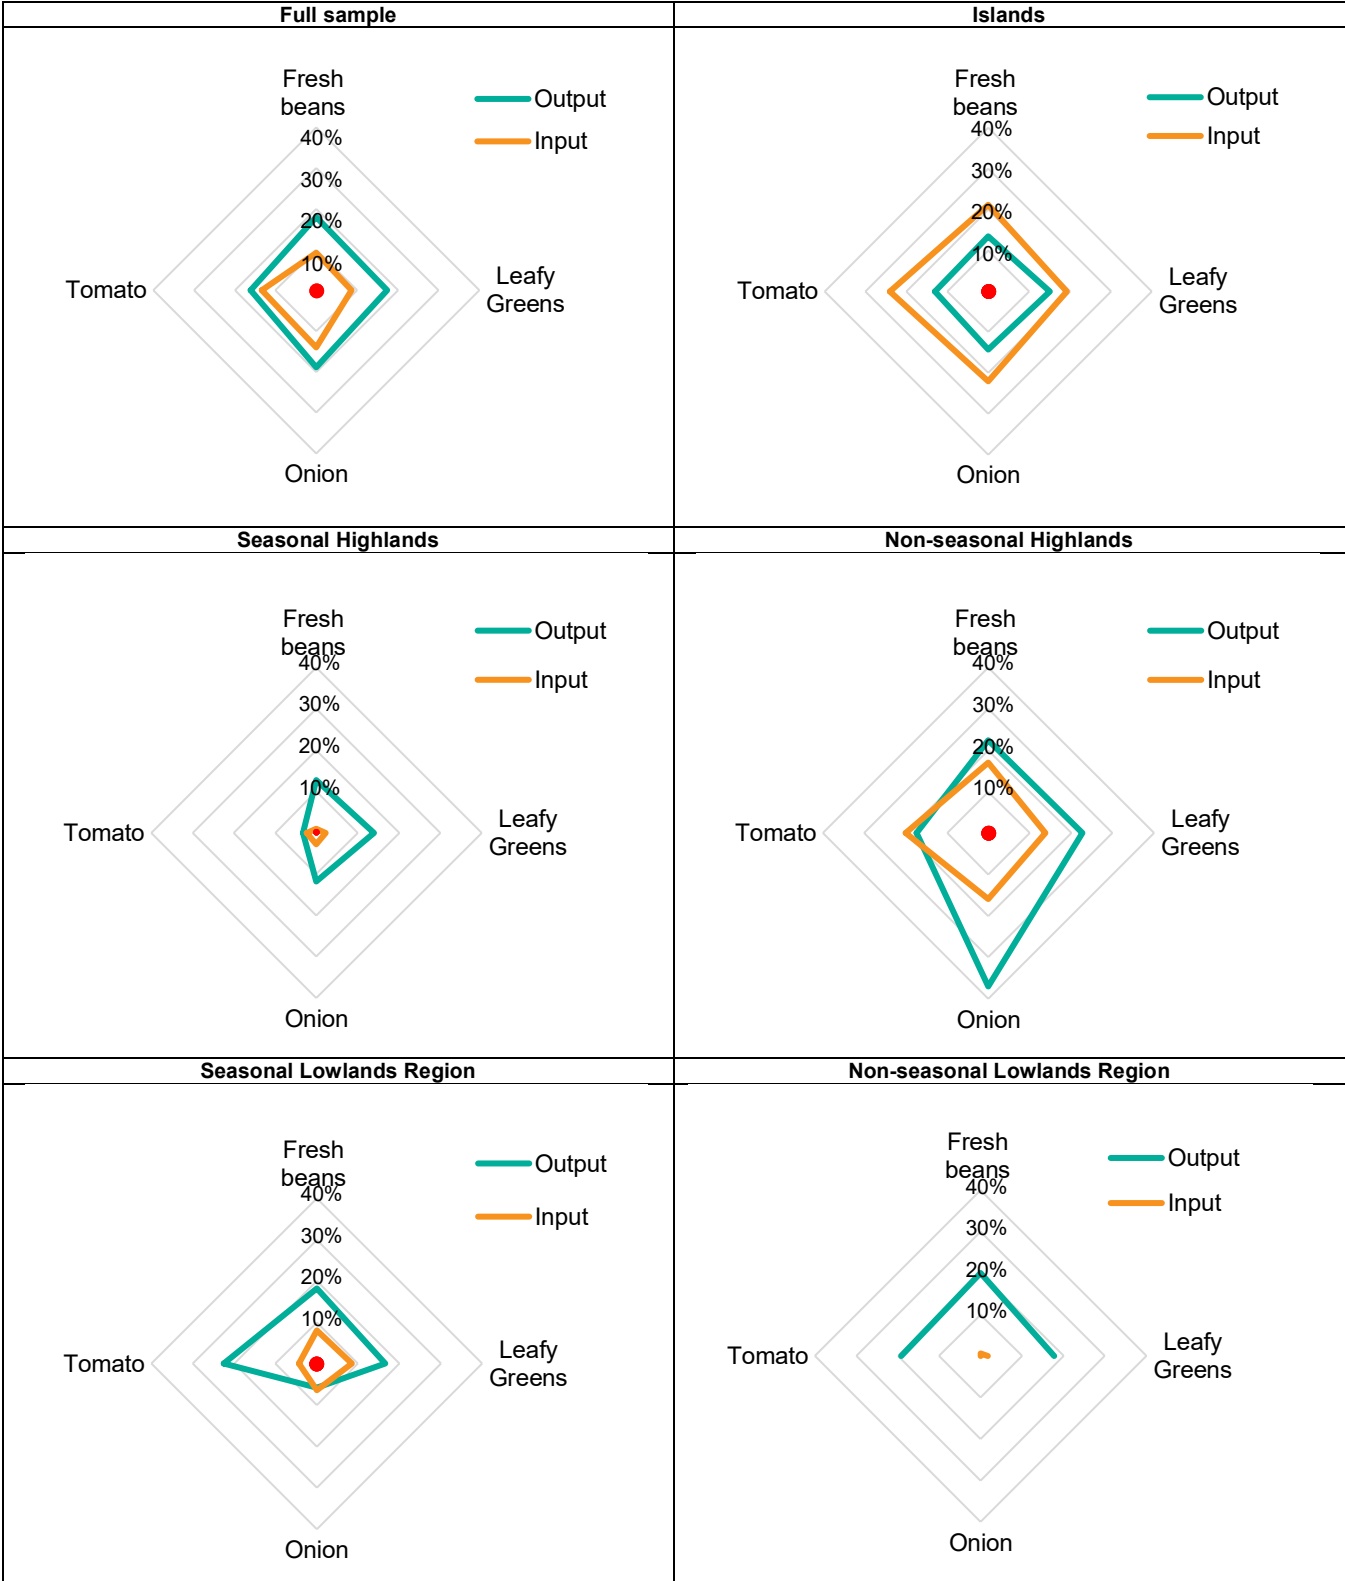 Full sample
Fresh
beans
Output
Input
40%
30%
20%
10%
Tomato
Leafy
Greens
Onion
Islands
Fresh
beans
Output
Input
40%
30%
20%
10%
Tomato
Leafy
Greens
Onion
Seasonal Highlands
Fresh
beans
Output
Input
40%
30%
20%
10%
Tomato
Leafy
Greens
Onion
Non-seasonal Highlands
Fresh
beans
Output
Input
40%
30%
20%
10%
Tomato
Leafy
Greens
Onion
Seasonal Lowlands Region
Fresh
beans
Output
Input
40%
30%
20%
10%
Tomato
Leafy
Greens
Onion
Non-seasonal Lowlands Region
Fresh
beans
Output
Input
40%
30%
20%
10%
Tomato
Leafy
Greens
Onion